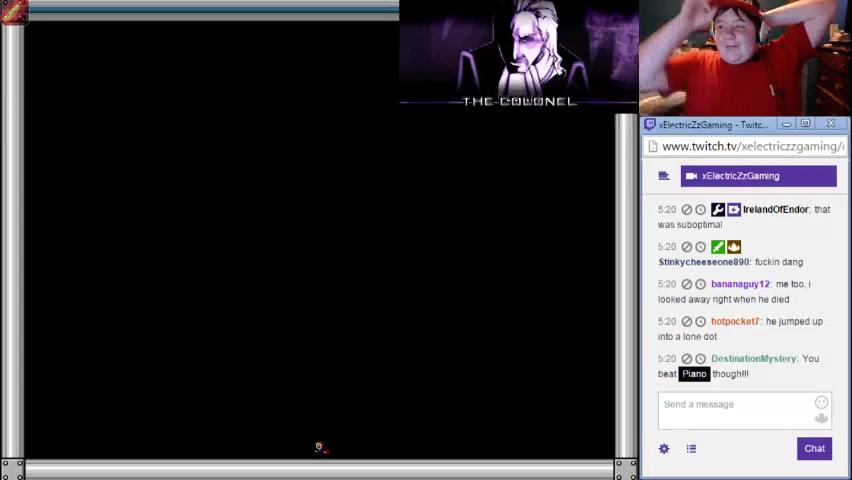 THE COLONEL
xElectricZzGaming - Twitc...
www.twitch.tv/xelectriczzgaming/
xElectricZzGaming
5:20 IrelandOfEndor: that
was suboptimal
5:20
Stinkycheeseone890: fuckin dang
5:20 bananaguy12: me too, i
looked away right when he died
5:20 hotpocket7: he jumped up
into a lone dot
5:20 DestinationMystery: You
beat Piano though!!!
Send a message
Chat